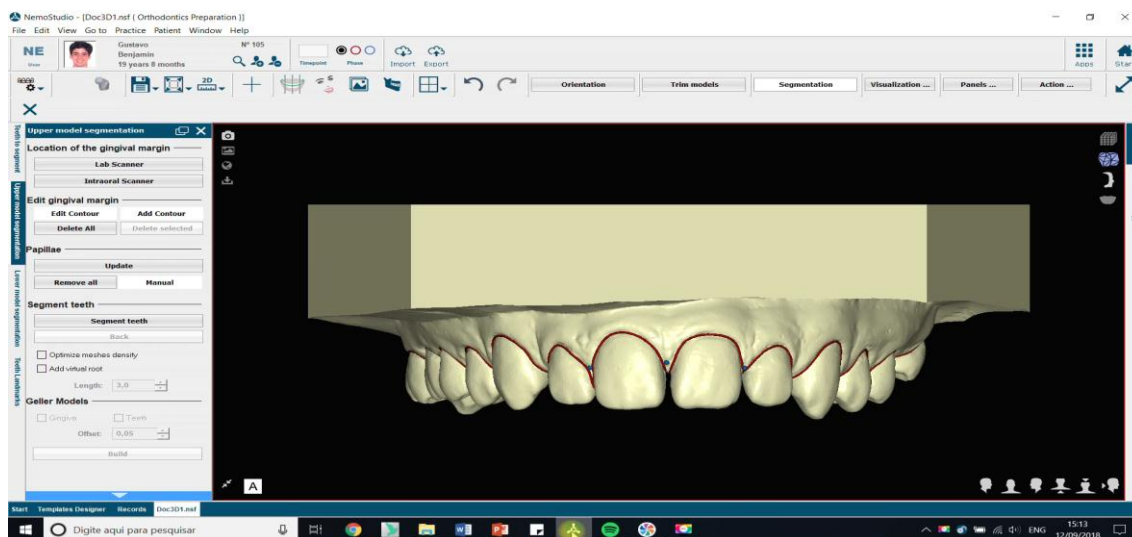 NemoStudio - [Doc3D1.nsf ( Orthodontics Preparation )]
File Edit View Go to Practice Patient Window Help
NE
Gustavo
Benjamin
19 years 8 months
Nº 105
Timepoint
Phase
Import Export
Apps
Start
2D
Orientation
Trim models
Segmentation
Visualization ...
Panels ...
Action ...
Teeth to segment
Upper model segmentation
Lower model segmentation
Teeth Landmarks
Upper model segmentation
Location of the gingival margin
Lab Scanner
Intraoral Scanner
Edit gingival margin
Edit Contour Add Contour
Delete All Delete selected
Papillae
Update
Remove all Manual
Segment teeth
Segment teeth
Back
Optimize meshes density
Add virtual root
Length: 3,0
Geller Models
Gingiva Teeth
Offset: 0,05
Build
A
Start Templates Designer Records Doc3D1.nsf
Digite aqui para pesquisar
ENG
15:13
12/09/2018